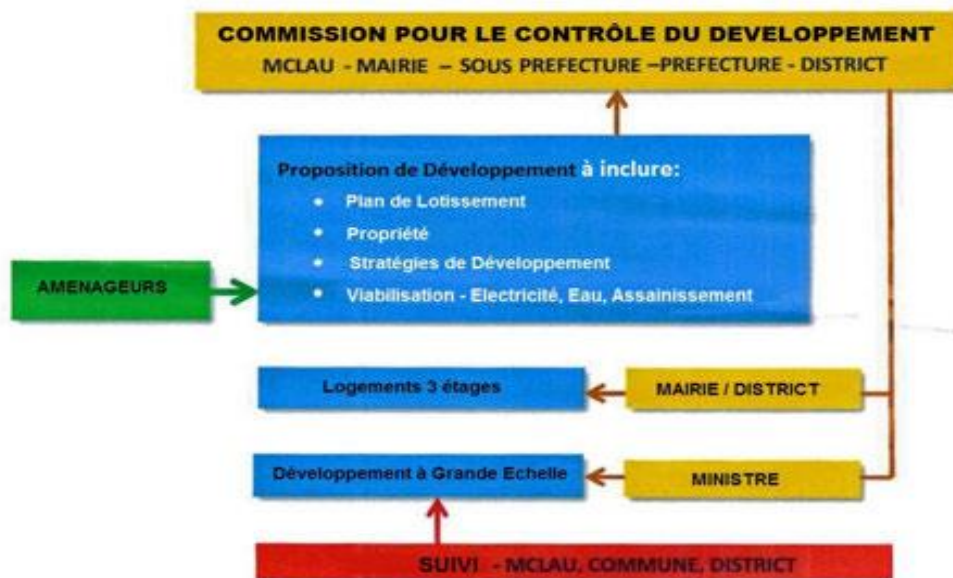 COMMISSION POUR LE CONTRÔLE DU DEVELOPPEMENT
MCLAU - MAIRIE – SOUS PREFECTURE –PREFECTURE - DISTRICT
Proposition de Développement à inclure:
• Plan de Lotissement
• Propriété
• Stratégies de Développement
• Viabilisation - Electricité, Eau, Assainissement
AMENAGEURS
Logements 3 étages
MAIRIE / DISTRICT
Développement à Grande Echelle
MINISTRE
SUIVI - MCLAU, COMMUNE, DISTRICT